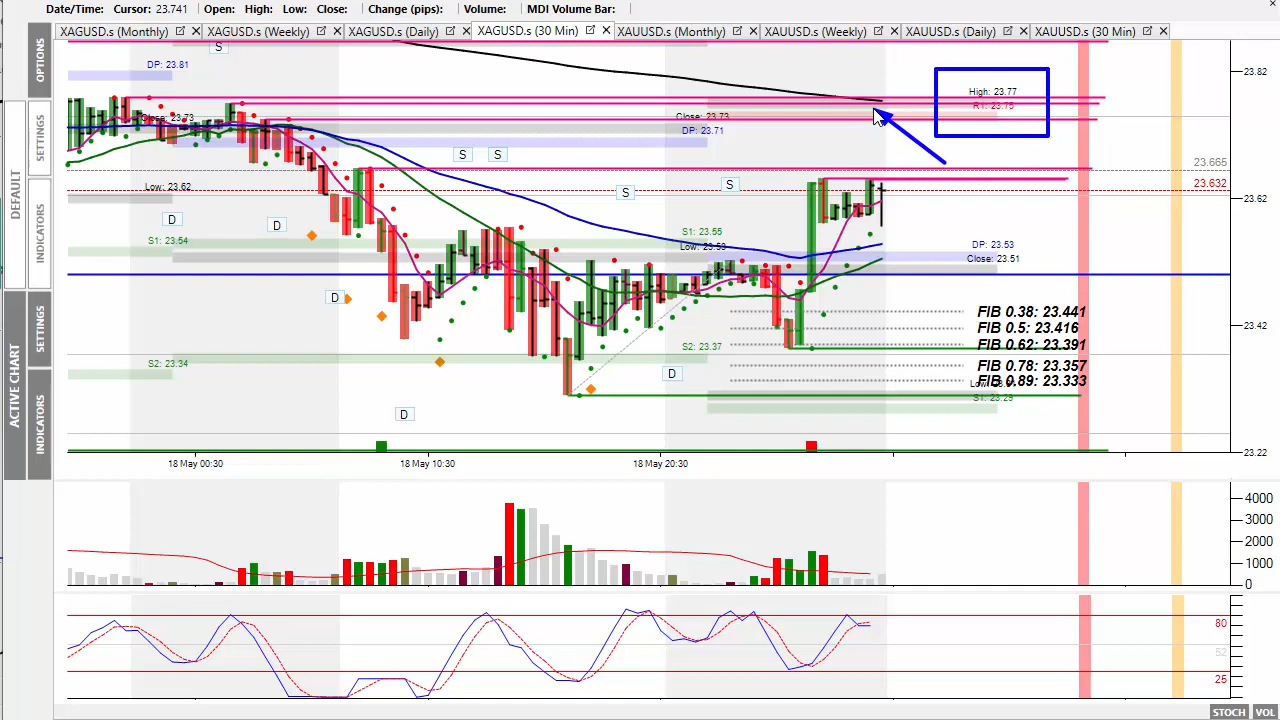 Date/Time: Cursor: 23.741 Open: High: Low: Close: Change (pips): Volume: MDI Volume Bar:
XAGUSD.s (Monthly) XAGUSD.s (Weekly) XAGUSD.s (Daily) XAGUSD.s (30 Min) XAUUSD.s (Monthly) XAUUSD.s (Weekly) XAUUSD.s (Daily) XAUUSD.s (30 Min)
OPTIONS
SETTINGS
INDICATORS
DEFAULT
SETTINGS
INDICATORS
ACTIVE CHART
S
DP: 23.81
23.82
High: 23.77
R1: 23.75
Close: 23.73
Close: 23.73
DP: 23.71
S S
23.665
Low: 23.62
S
S
23.632
23.62
D
D
S1: 23.54
S1: 23.55
Low: 23.53
DP: 23.53
Close: 23.51
D
FIB 0.38: 23.441
FIB 0.5: 23.416
23.42
FIB 0.62: 23.391
S2: 23.34
S2: 23.37
FIB 0.78: 23.357
D
FIB 0.89: 23.333
S1: 23.29
D
23.22
18 May 00:30 18 May 10:30 18 May 20:30
4000
3000
2000
1000
0
80
52
25
STOCH VOL